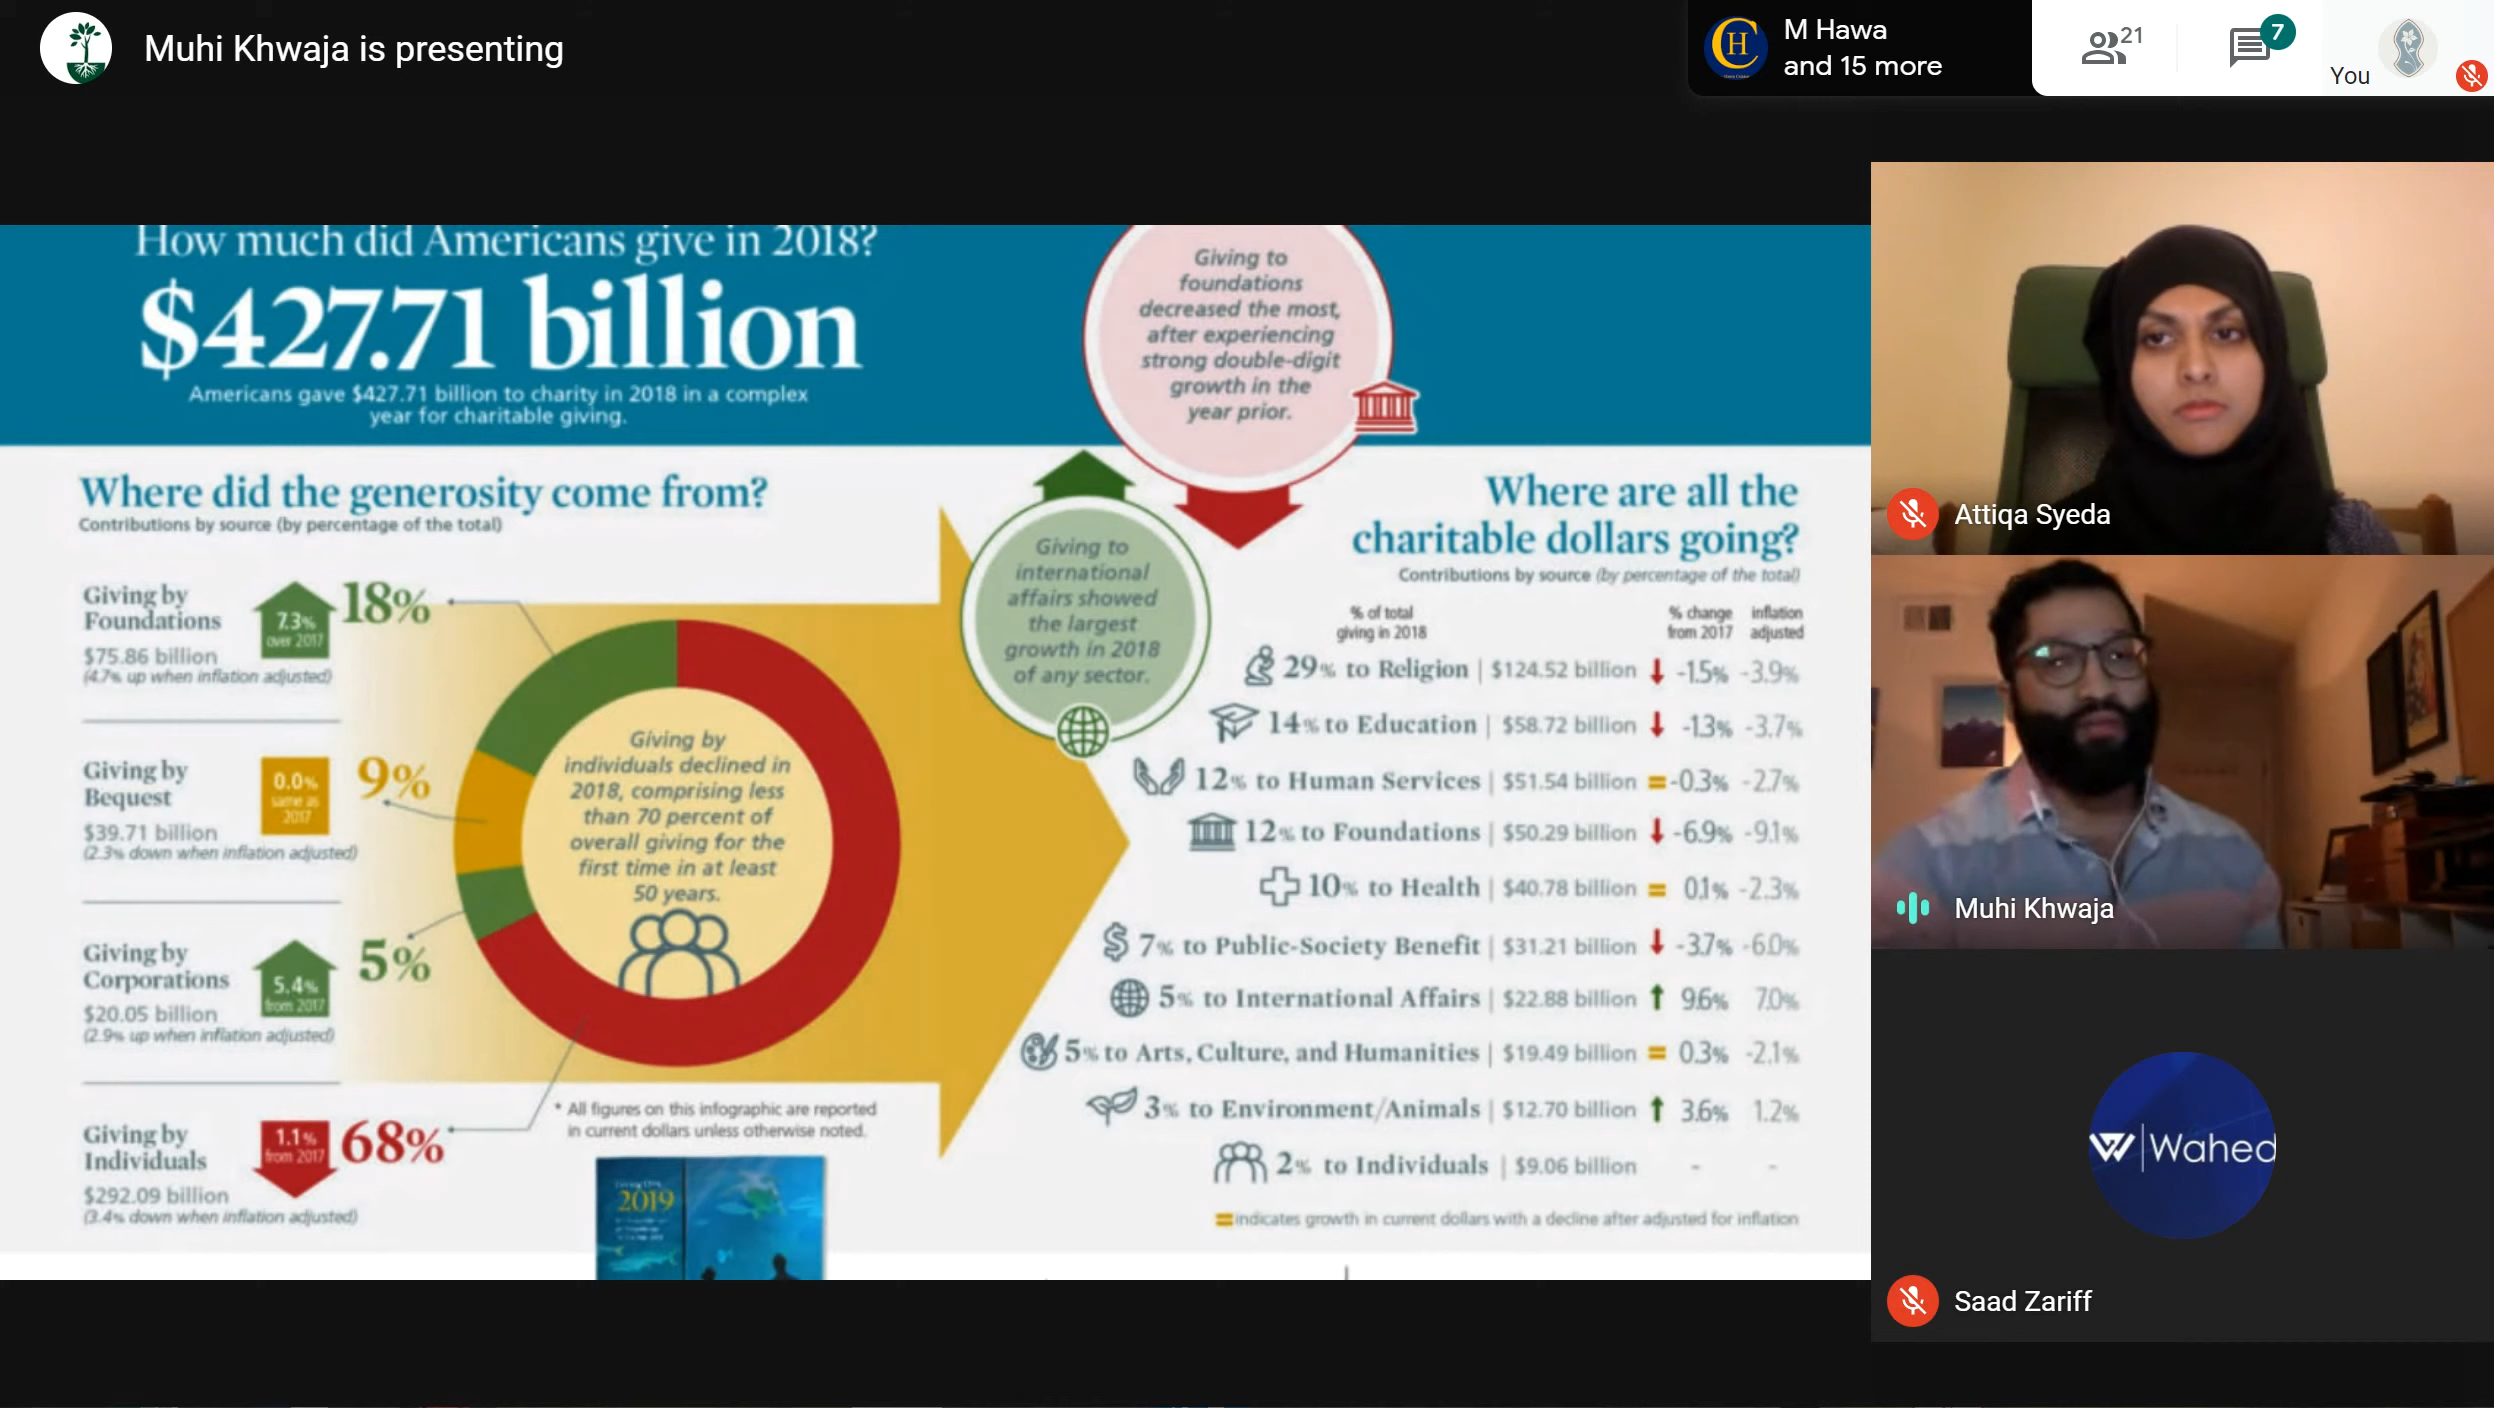 Muhi Khwaja is presenting
M Hawa
and 15 more
21
7
You
How much did Americans give in 2018?
$427.71 billion
Americans gave $427.71 billion to charity in 2018 in a complex
year for charitable giving.
Giving to
foundations
decreased the most,
after experiencing
strong double-digit
growth in the
year prior.
Where did the generosity come from?
Contributions by source (by percentage of the total)
Giving by
Foundations
$75.86 billion
(4.7% up when inflation adjusted)
7.3%
over 2017
18%
Giving by
Bequest
$39.71 billion
(2.3% down when inflation adjusted)
0.0%
same as
2017
9%
Giving by
Corporations
$20.05 billion
(2.9% up when inflation adjusted)
5.4%
from 2017
5%
Giving by
Individuals
$292.09 billion
(3.4% down when inflation adjusted)
1.1%
from 2017
68%
Giving by
individuals declined in
2018, comprising less
than 70 percent of
overall giving for the
first time in at least
50 years.
* All figures on this infographic are reported
in current dollars unless otherwise noted.
2019
Giving to
international
affairs showed
the largest
growth in 2018
of any sector.
Where are all the
charitable dollars going?
Contributions by source (by percentage of the total)
% of total
giving in 2018
% change
from 2017
inflation
adjusted
29% to Religion | $124.52 billion -1.5% -3.9%
14% to Education | $58.72 billion -1.3% -3.7%
12% to Human Services | $51.54 billion = -0.3% -2.7%
12% to Foundations | $50.29 billion -6.9% -9.1%
10% to Health | $40.78 billion = 0.1% -2.3%
7% to Public-Society Benefit | $31.21 billion -3.7% -6.0%
5% to International Affairs | $22.88 billion 9.6% 7.0%
5% to Arts, Culture, and Humanities | $19.49 billion = 0.3% -2.1%
3% to Environment/Animals | $12.70 billion 3.6% 1.2%
2% to Individuals | $9.06 billion - -
= indicates growth in current dollars with a decline after adjusted for inflation
Attiqa Syeda
Muhi Khwaja
W|Wahed
Saad Zariff